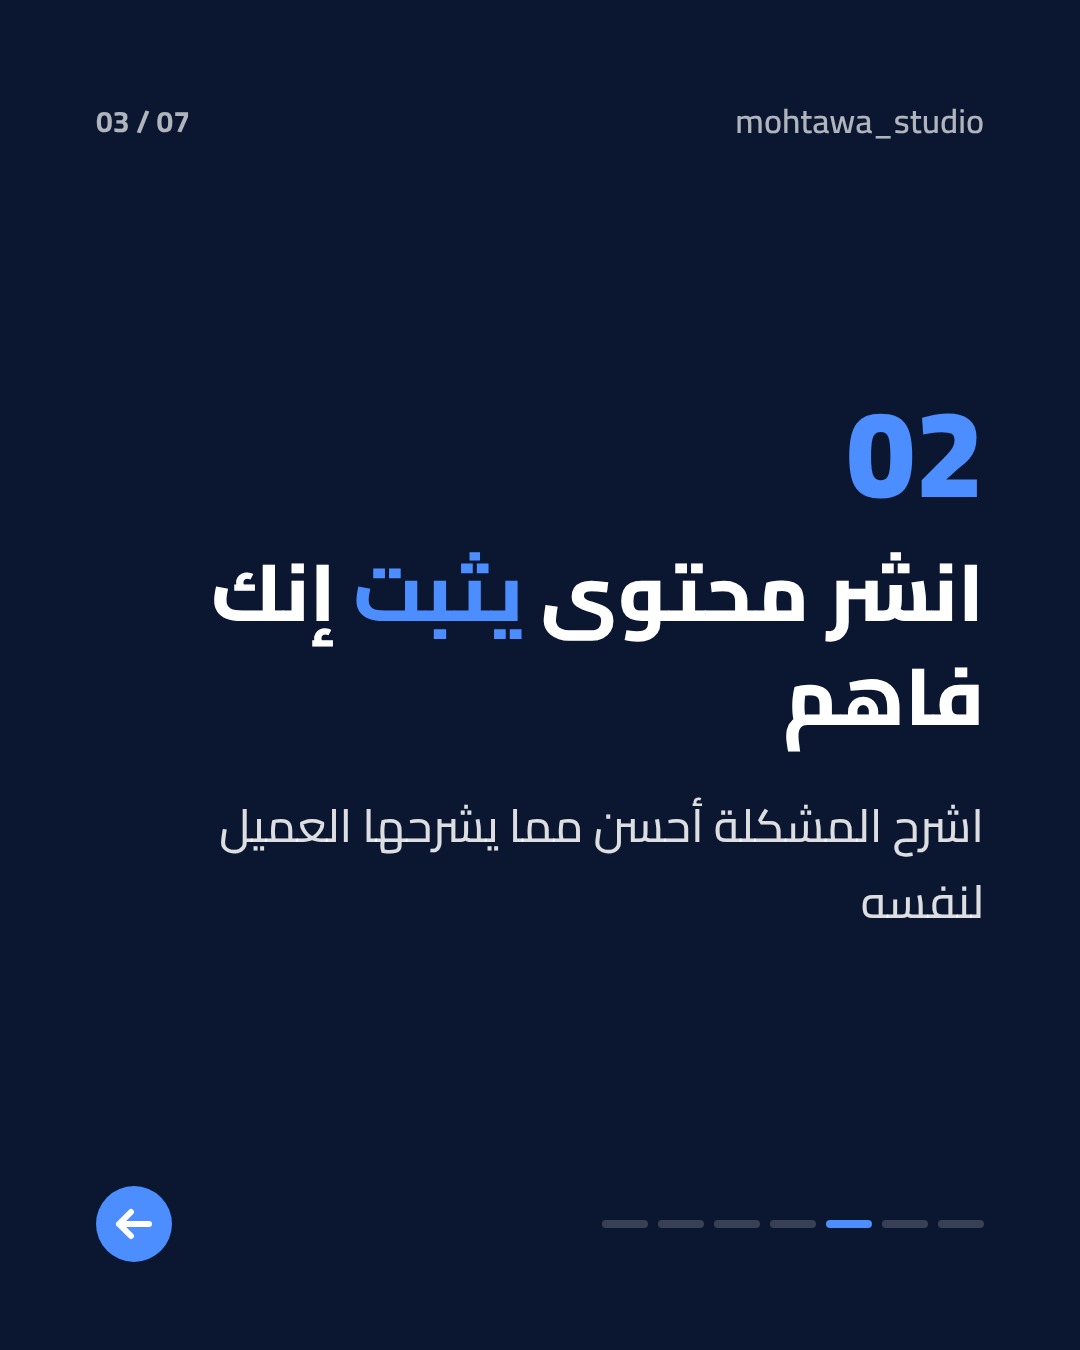 mohtawa_studio
03 / 07
02
انشر محتوى يثبت إنك
فاهم
اشرح المشكلة أحسن مما يشرحها العميل
لنفسه